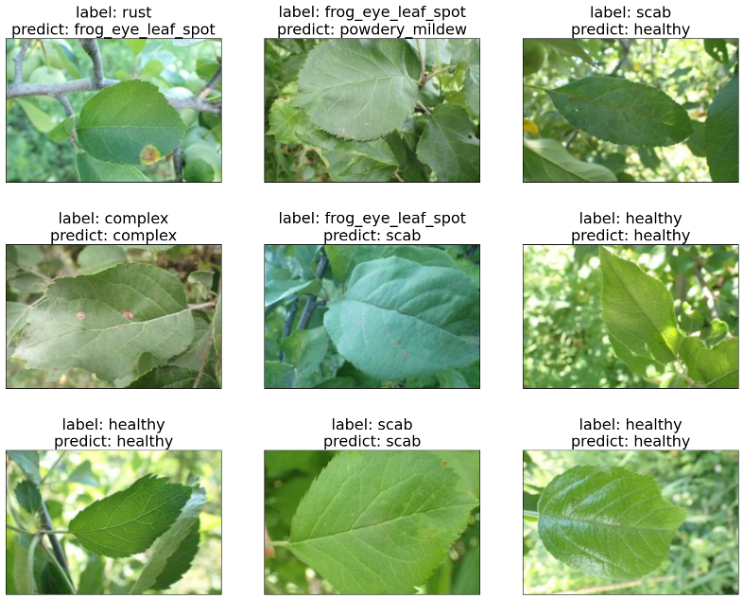 label: rust
predict: frog_eye_leaf_spot
label: frog_eye_leaf_spot
predict: powdery_mildew
label: scab
predict: healthy
label: complex
predict: complex
label: frog_eye_leaf_spot
predict: scab
label: healthy
predict: healthy
label: healthy
predict: healthy
label: scab
predict: scab
label: healthy
predict: healthy